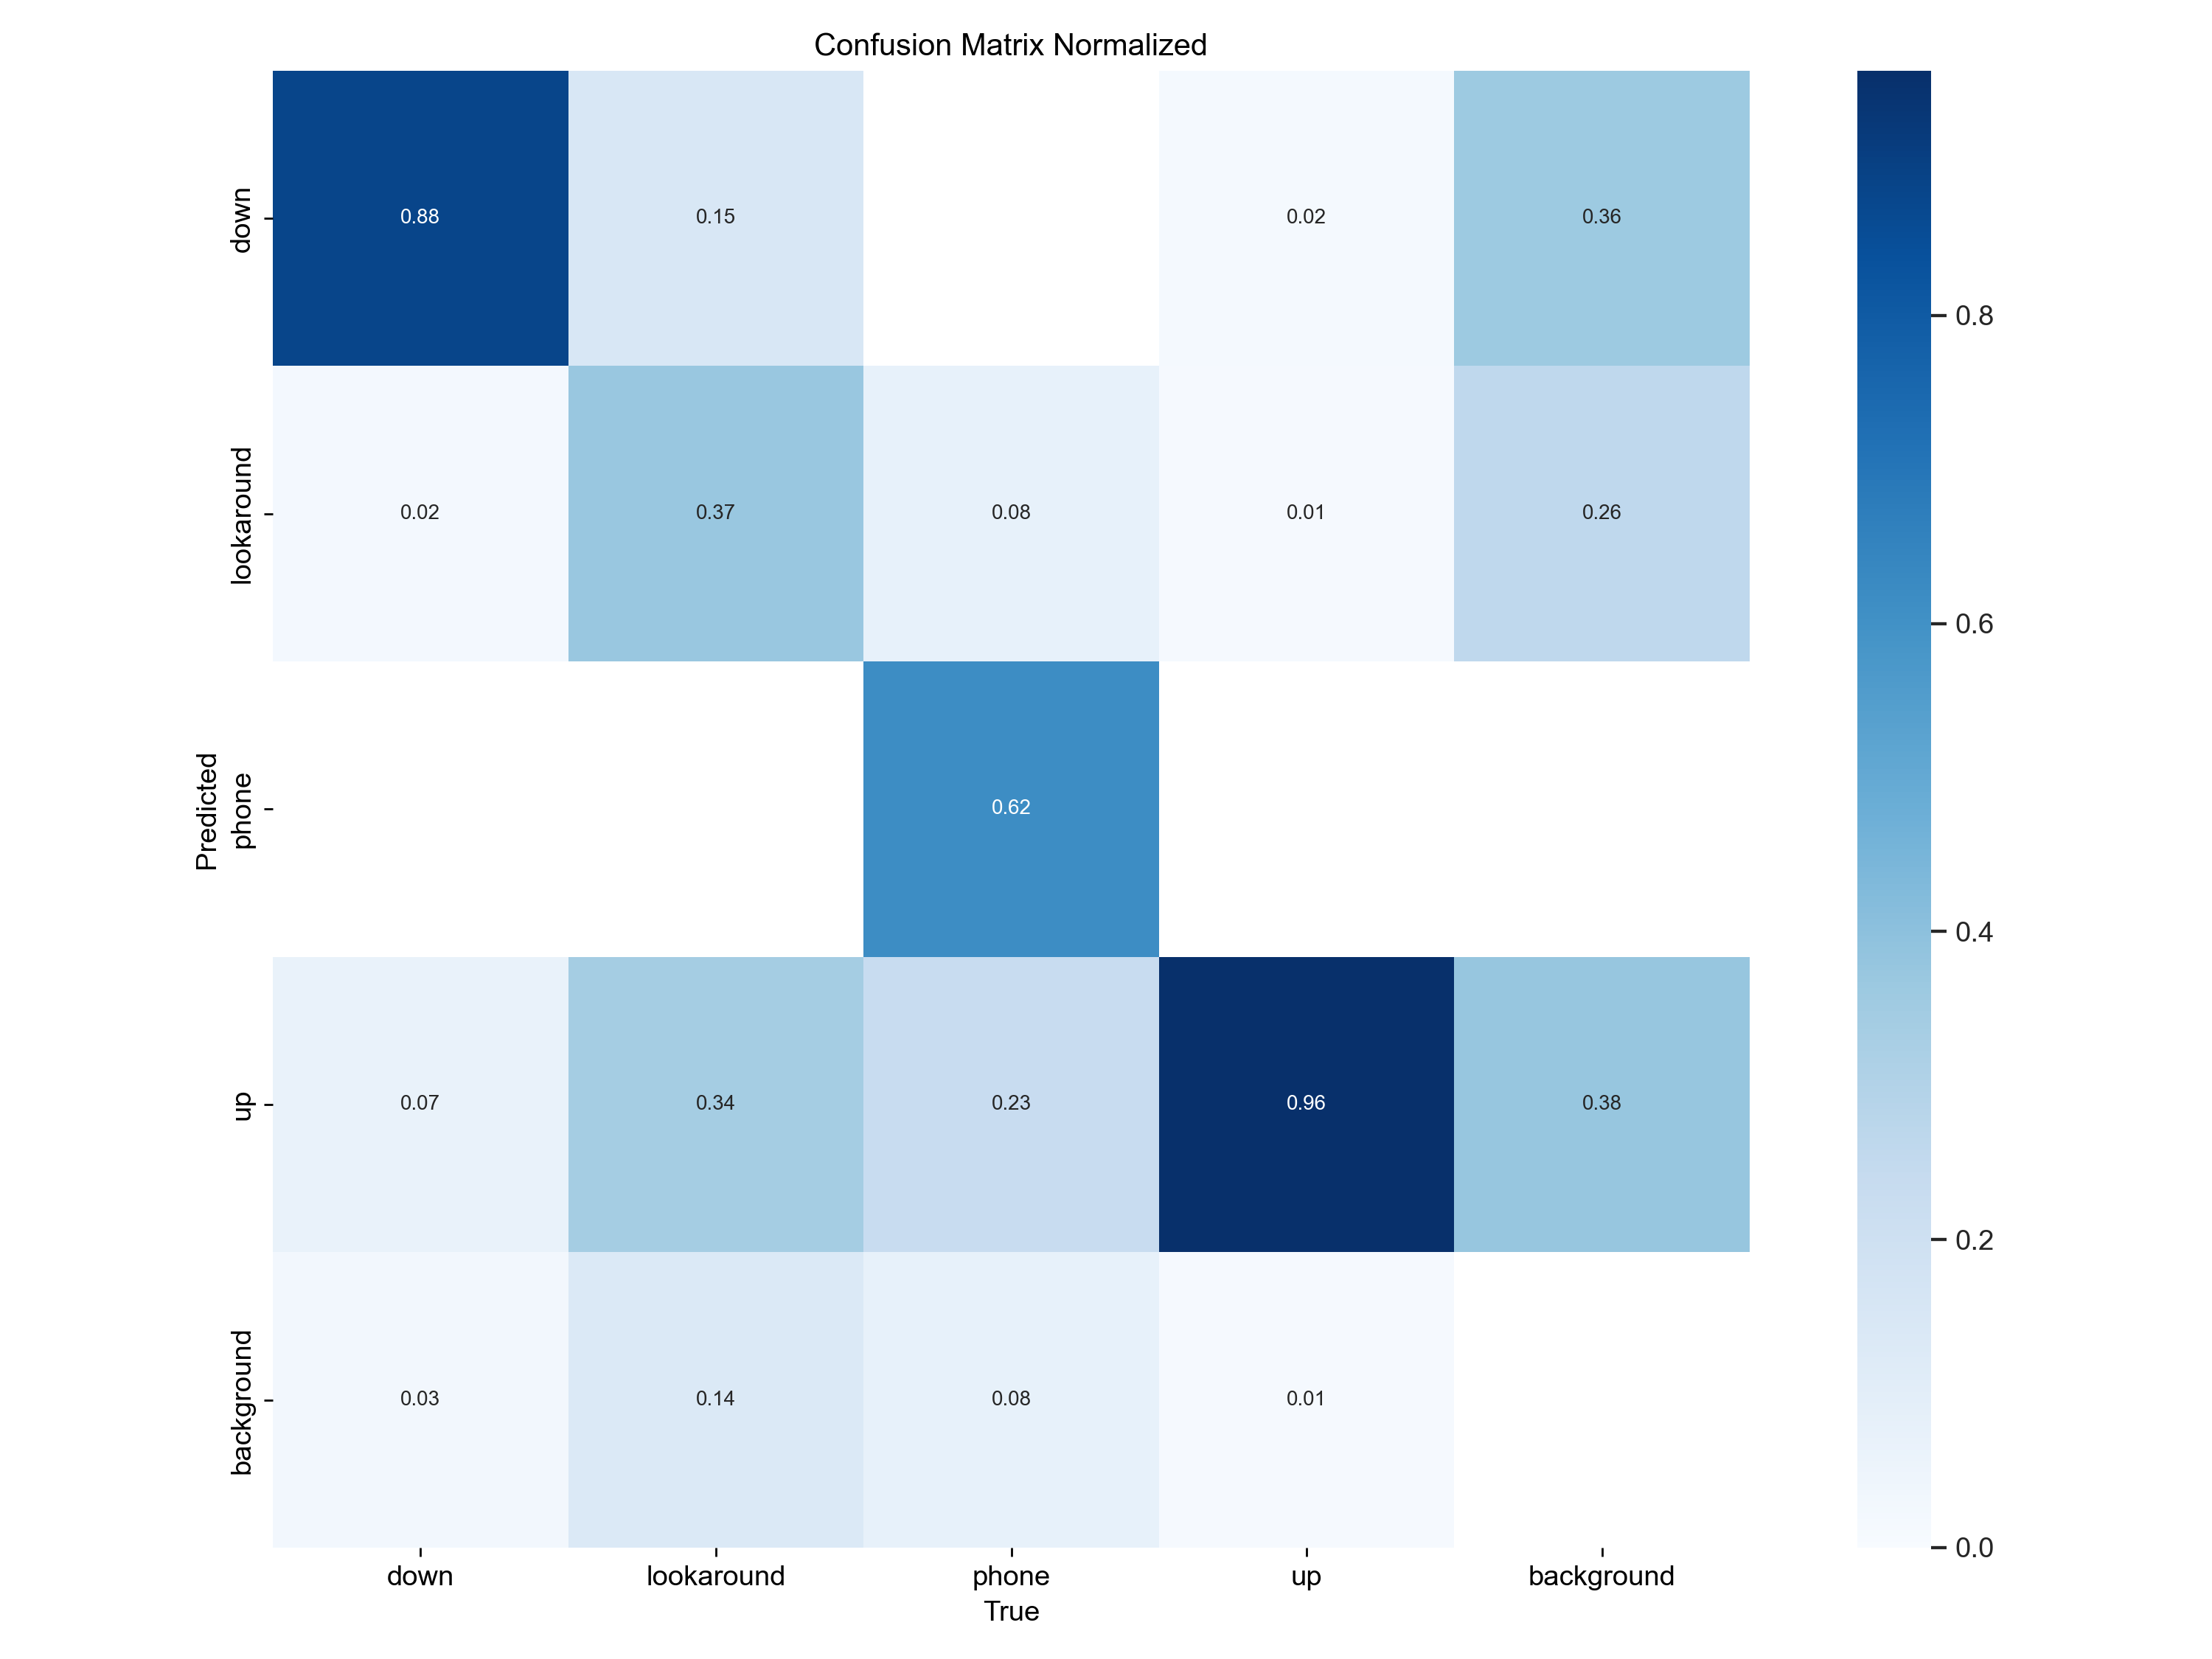 Confusion Matrix Normalized
down
0.88
0.15
0.02
0.36
0.8
lookaround
0.02
0.37
0.08
0.01
0.26
0.6
Predicted
phone
0.62
0.4
up
0.07
0.34
0.23
0.96
0.38
0.2
background
0.03
0.14
0.08
0.01
0.0
down
lookaround
phone
up
background
True